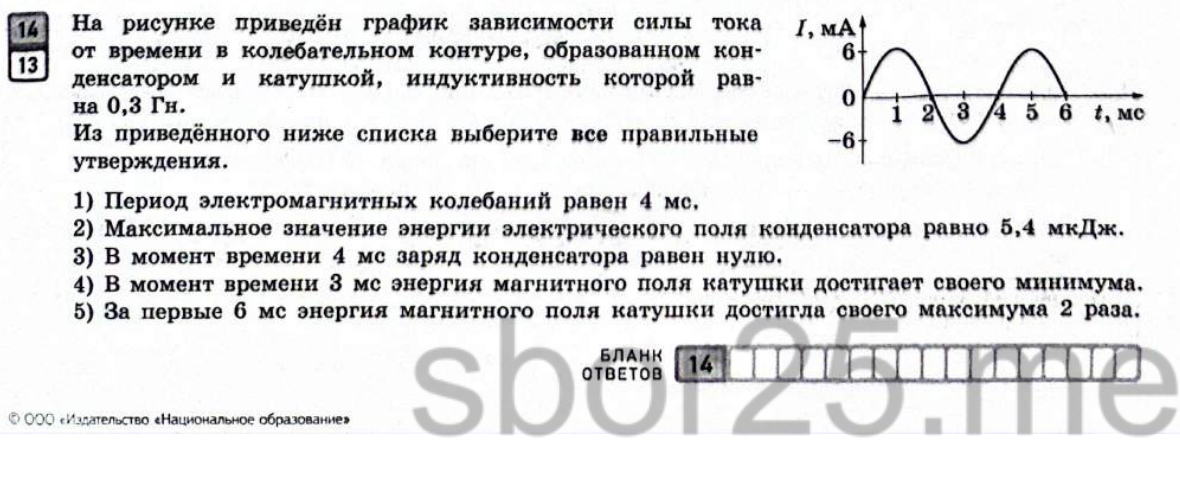 14
13
На рисунке приведён график зависимости силы тока
от времени в колебательном контуре, образованном кон-
денсатором и катушкой, индуктивность которой рав-
на 0,3 Гн.
Из приведённого ниже списка выберите все правильные
утверждения.
I, мА
6
0
−6
1 2 3 4 5 6 t, мс
1) Период электромагнитных колебаний равен 4 мс.
2) Максимальное значение энергии электрического поля конденсатора равно 5,4 мкДж.
3) В момент времени 4 мс заряд конденсатора равен нулю.
4) В момент времени 3 мс энергия магнитного поля катушки достигает своего минимума.
5) За первые 6 мс энергия магнитного поля катушки достигла своего максимума 2 раза.
БЛАНК
ОТВЕТОВ
14
sbor25.me
© ООО «Издательство «Национальное образование»